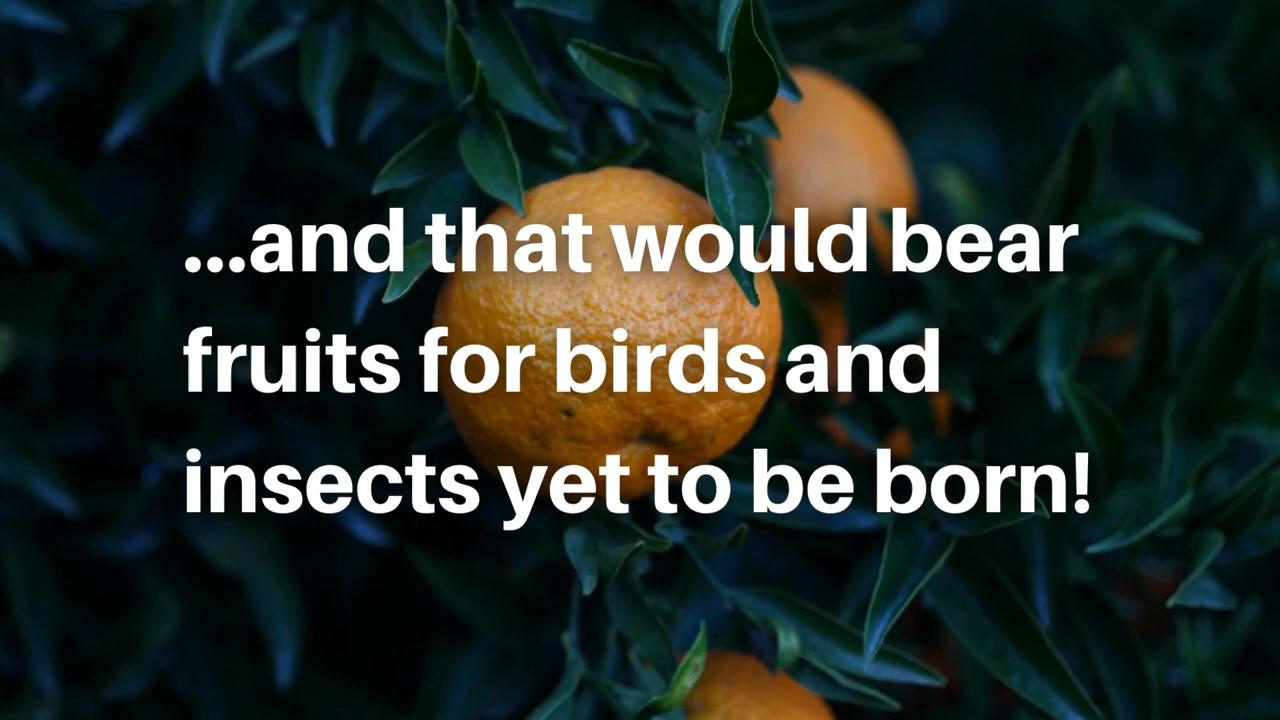 ...and that would bear
fruits for birds and
insects yet to be born!